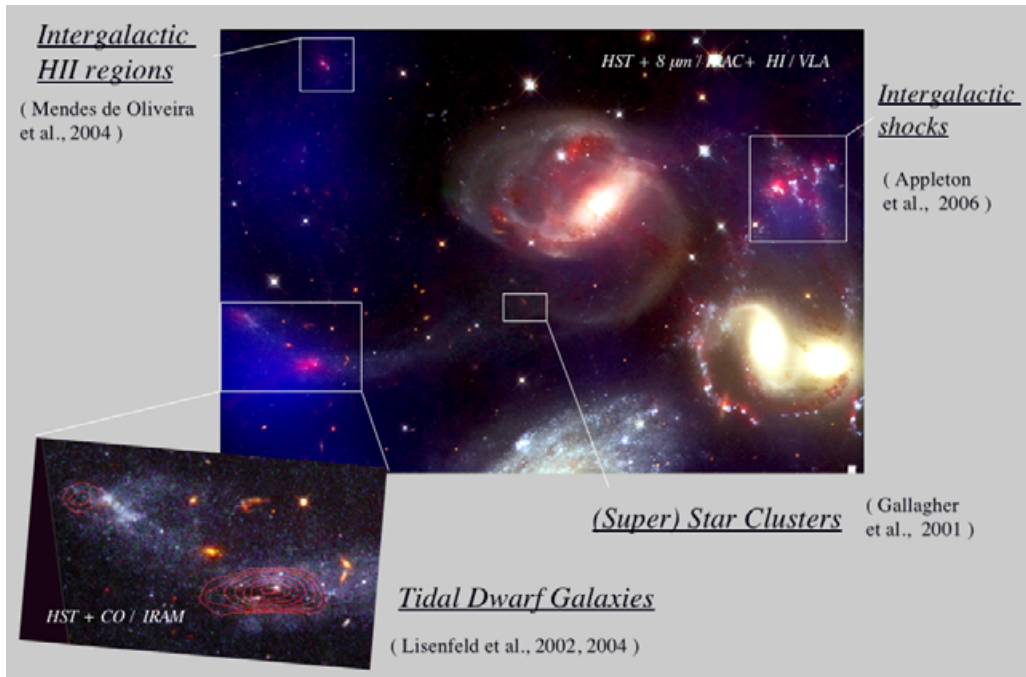 Intergalactic
HII regions
( Mendes de Oliveira
et al., 2004 )
HST + 8 µm / IRAC + HI / VLA
Intergalactic
shocks
( Appleton
et al., 2006 )
(Super) Star Clusters
( Gallagher
et al., 2001 )
HST + CO / IRAM
Tidal Dwarf Galaxies
( Lisenfeld et al., 2002, 2004 )